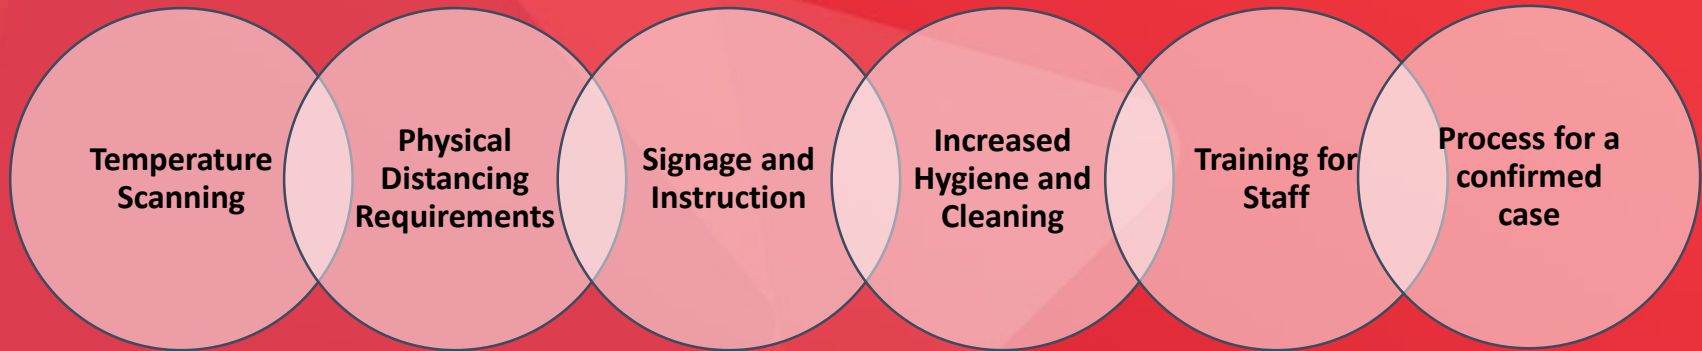 Temperature
Scanning
Physical
Distancing
Requirements
Signage and
Instruction
Increased
Hygiene and
Cleaning
Training for
Staff
Process for a
confirmed
case